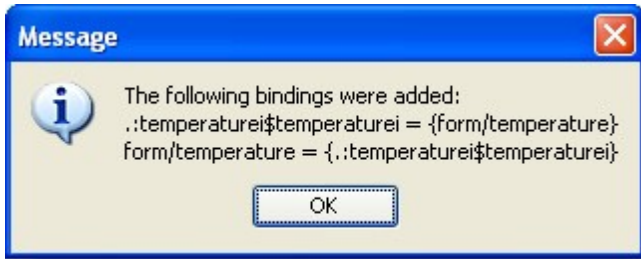 Message
The following bindings were added:
.:temperaturei$temperaturei = {form/temperature}
form/temperature = {.:temperaturei$temperaturei}
OK